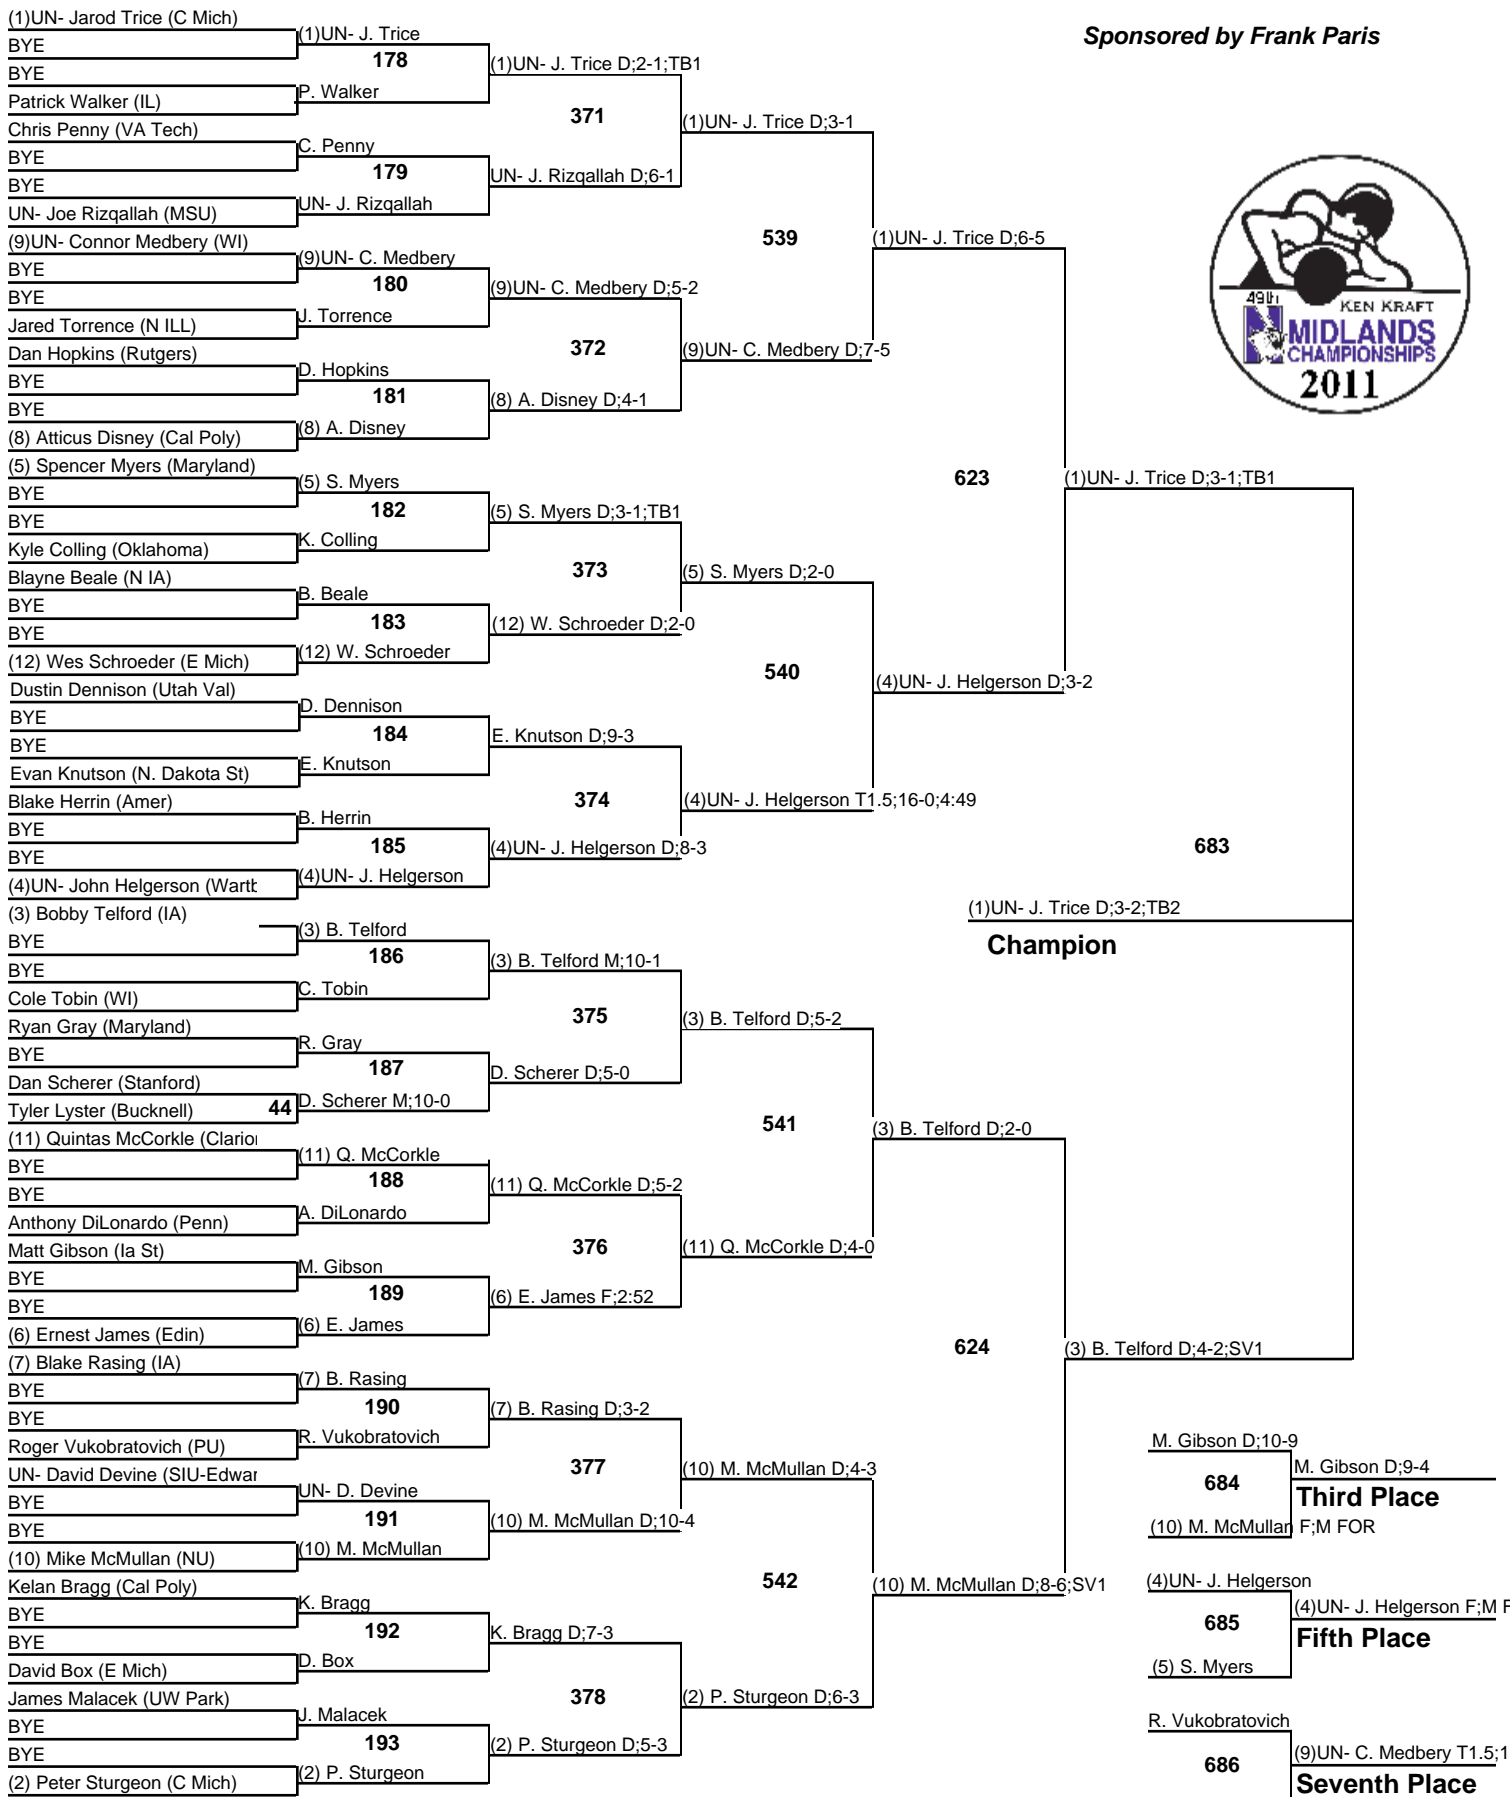 Sponsored by Frank Paris
(1)UN- Jarod Trice (C Mich)
BYE
(1)UN- J. Trice
178
BYE
Patrick Walker (IL)
P. Walker
(1)UN- J. Trice D;2-1;TB1
371
Chris Penny (VA Tech)
BYE
C. Penny
179
BYE
UN- Joe Rizqallah (MSU)
UN- J. Rizqallah
UN- J. Rizqallah D;6-1
(1)UN- J. Trice D;3-1
539
(9)UN- Connor Medbery (WI)
BYE
(9)UN- C. Medbery
180
BYE
Jared Torrence (N ILL)
J. Torrence
(9)UN- C. Medbery D;5-2
372
Dan Hopkins (Rutgers)
BYE
D. Hopkins
181
BYE
(8) Atticus Disney (Cal Poly)
(8) A. Disney
(8) A. Disney D;4-1
(9)UN- C. Medbery D;7-5
(1)UN- J. Trice D;6-5
623
(5) Spencer Myers (Maryland)
BYE
(5) S. Myers
182
BYE
Kyle Colling (Oklahoma)
K. Colling
(5) S. Myers D;3-1;TB1
373
Blayne Beale (N IA)
BYE
B. Beale
183
BYE
(12) Wes Schroeder (E Mich)
(12) W. Schroeder
(12) W. Schroeder D;2-0
(5) S. Myers D;2-0
540
Dustin Dennison (Utah Val)
BYE
D. Dennison
184
BYE
Evan Knutson (N. Dakota St)
E. Knutson
E. Knutson D;9-3
374
Blake Herrin (Amer)
BYE
B. Herrin
185
BYE
(4)UN- John Helgerson (Wartb
(4)UN- J. Helgerson
(4)UN- J. Helgerson D;8-3
(4)UN- J. Helgerson T1.5;16-0;4:49
(4)UN- J. Helgerson D;3-2
(1)UN- J. Trice D;3-1;TB1
683
(1)UN- J. Trice D;3-2;TB2
Champion
(3) Bobby Telford (IA)
BYE
(3) B. Telford
186
BYE
Cole Tobin (WI)
C. Tobin
(3) B. Telford M;10-1
375
Ryan Gray (Maryland)
BYE
R. Gray
187
Dan Scherer (Stanford)
Tyler Lyster (Bucknell)
44
D. Scherer M;10-0
D. Scherer D;5-0
(3) B. Telford D;5-2
541
(11) Quintas McCorkle (Clarion
BYE
(11) Q. McCorkle
188
BYE
Anthony DiLonardo (Penn)
A. DiLonardo
(11) Q. McCorkle D;5-2
376
Matt Gibson (Ia St)
BYE
M. Gibson
189
BYE
(6) Ernest James (Edin)
(6) E. James
(6) E. James F;2:52
(11) Q. McCorkle D;4-0
(3) B. Telford D;2-0
624
(7) Blake Rasing (IA)
BYE
(7) B. Rasing
190
BYE
Roger Vukobratovich (PU)
R. Vukobratovich
(7) B. Rasing D;3-2
377
UN- David Devine (SIU-Edwar
BYE
UN- D. Devine
191
BYE
(10) Mike McMullan (NU)
(10) M. McMullan
(10) M. McMullan D;10-4
(10) M. McMullan D;4-3
542
Kelan Bragg (Cal Poly)
BYE
K. Bragg
192
BYE
David Box (E Mich)
D. Box
K. Bragg D;7-3
378
James Malacek (UW Park)
BYE
J. Malacek
193
BYE
(2) Peter Sturgeon (C Mich)
(2) P. Sturgeon
(2) P. Sturgeon D;5-3
(2) P. Sturgeon D;6-3
(10) M. McMullan D;8-6;SV1
(3) B. Telford D;4-2;SV1
49th
KEN KRAFT
N
MIDLANDS
CHAMPIONSHIPS
2011
M. Gibson D;10-9
684
(10) M. McMullan F;M FOR
M. Gibson D;9-4
Third Place
(4)UN- J. Helgerson
685
(5) S. Myers
(4)UN- J. Helgerson F;M F
Fifth Place
R. Vukobratovich
686
(9)UN- C. Medbery T1.5;1
Seventh Place